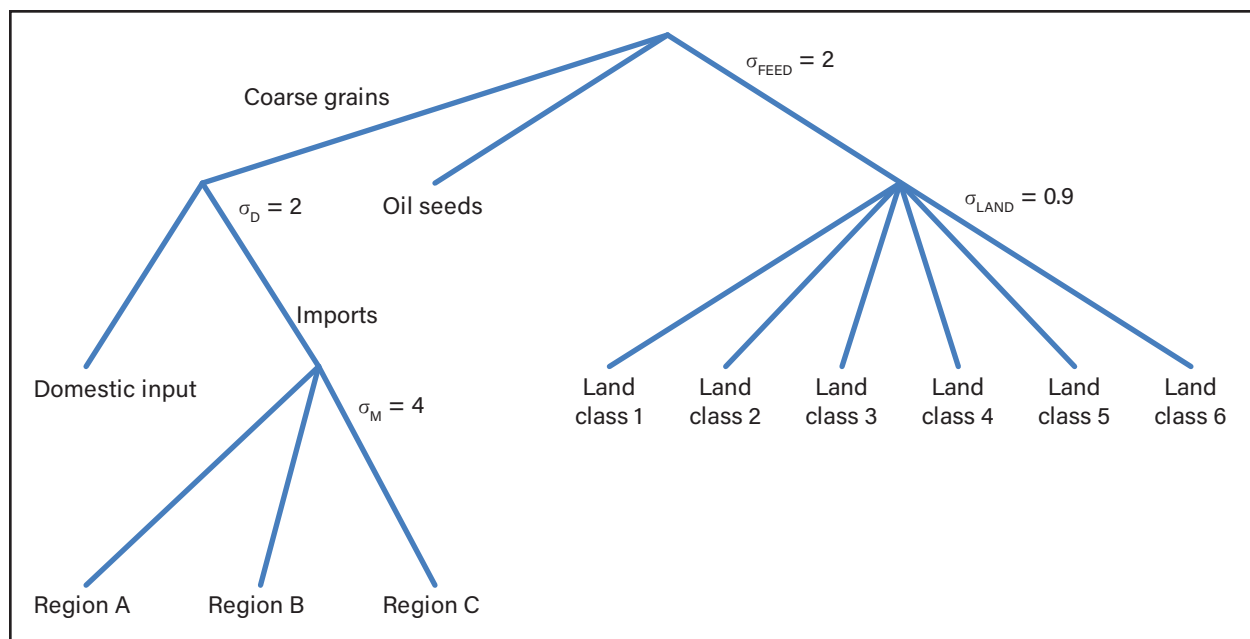 σFEED = 2
Coarse grains
σD = 2
Oil seeds
σLAND = 0.9
Imports
Domestic input
σM = 4
Land class 1
Land class 2
Land class 3
Land class 4
Land class 5
Land class 6
Region A
Region B
Region C